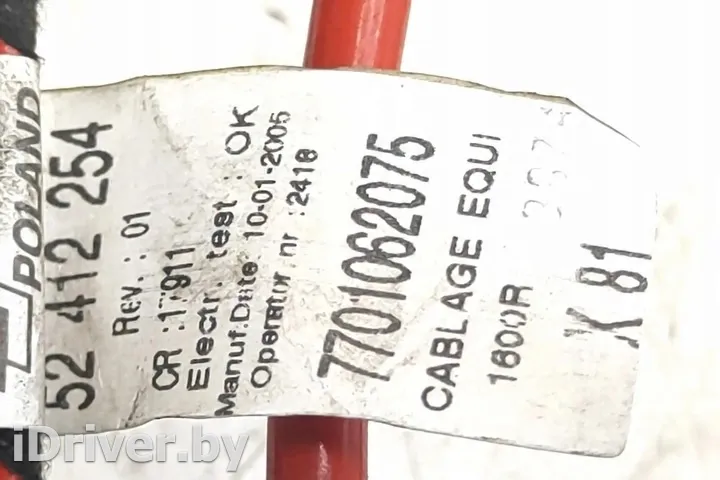 POLAND
52 412 254
Rev.: 01
CR :17911
Electr. test : OK
Manuf.Date: 10-01-2005
Operator nr :2418
7701062075
CABLAGE EQUI
1600R
X 81
iDriver.by